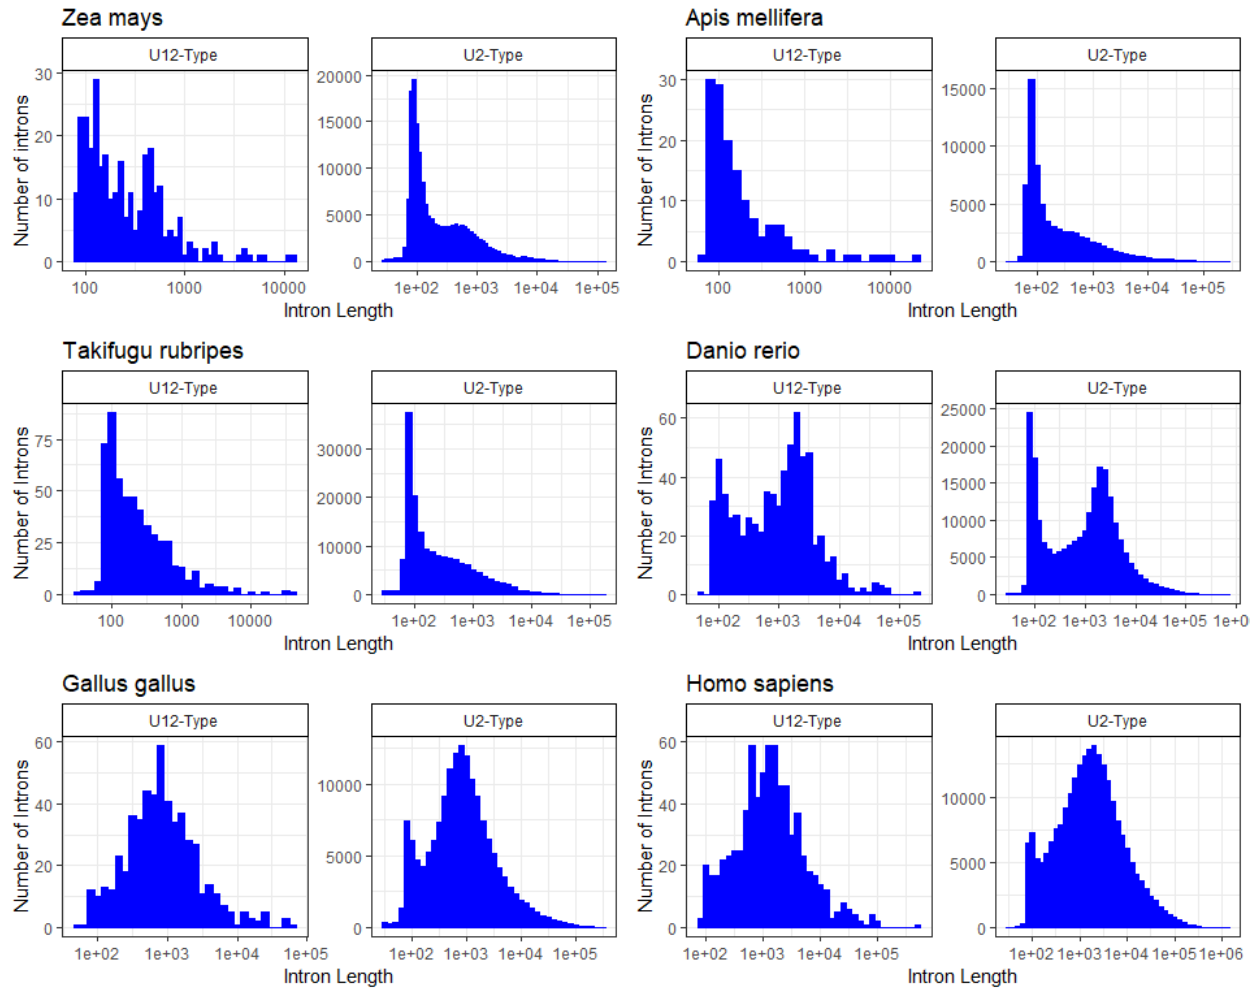 Zea mays
Apis mellifera
U12-Type
U2-Type
U12-Type
U2-Type
Number of introns
30
20
10
0
20000
15000
10000
5000
0
Number of Introns
30
20
10
0
15000
10000
5000
0
100 1000 10000
1e+02 1e+03 1e+04 1e+05
100 1000 10000
1e+02 1e+03 1e+04 1e+05
Intron Length
Intron Length
Takifugu rubripes
Danio rerio
U12-Type
U2-Type
U12-Type
U2-Type
Number of Introns
75
50
25
0
30000
20000
10000
0
Number of Introns
60
40
20
0
25000
20000
15000
10000
5000
0
100 1000 10000
1e+02 1e+03 1e+04 1e+05
1e+02 1e+03 1e+04 1e+05
1e+02 1e+03 1e+04 1e+05 1e+0
Intron Length
Intron Length
Gallus gallus
Homo sapiens
U12-Type
U2-Type
U12-Type
U2-Type
Number of Introns
60
40
20
0
10000
5000
0
Number of Introns
60
40
20
0
10000
5000
0
1e+02 1e+03 1e+04 1e+05
1e+02 1e+03 1e+04 1e+05
1e+02 1e+03 1e+04 1e+05
1e+02 1e+03 1e+04 1e+05 1e+06
Intron Length
Intron Length